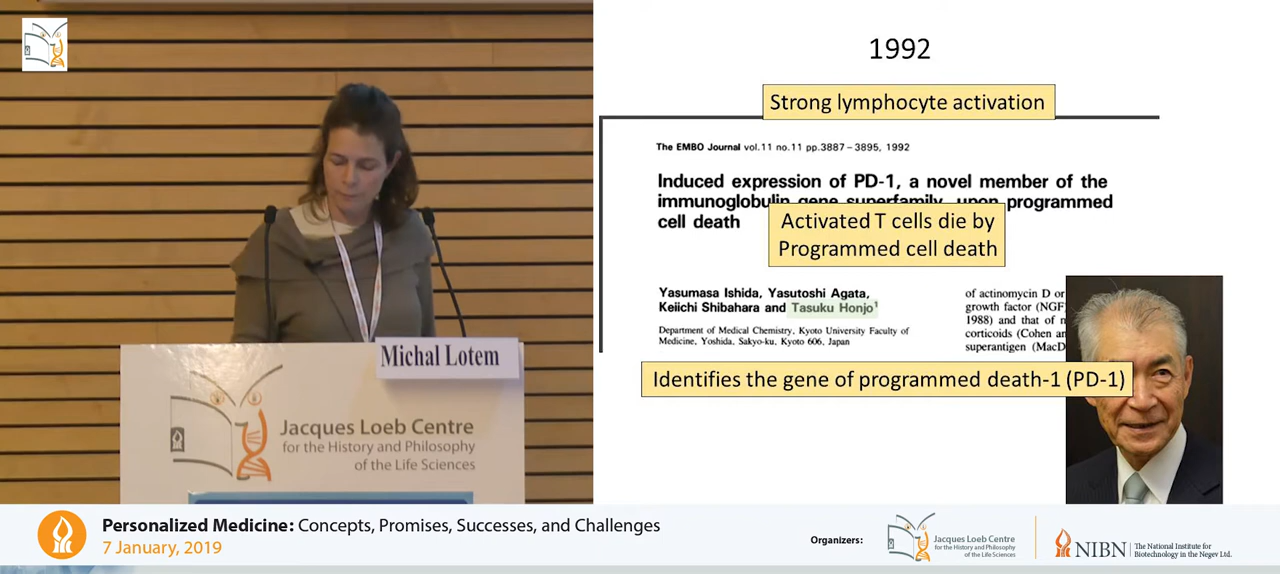 1992
Strong lymphocyte activation
The EMBO Journal vol.11 no.11 pp.3887–3895, 1992
Induced expression of PD-1, a novel member of the
immunoglobulin gene superfamily, upon programmed
cell death
Activated T cells die by
Programmed cell death
Yasumasa Ishida, Yasutoshi Agata,
Keiichi Shibahara and Tasuku Honjo¹
Department of Medical Chemistry, Kyoto University Faculty of
Medicine, Yoshida, Sakyo-ku, Kyoto 606, Japan
of actinomycin D or
growth factor (NGF
1988) and that of
corticoids (Cohen
superantigen (MacD
Identifies the gene of programmed death-1 (PD-1)
Michal Lotem
Jacques Loeb Centre
for the History and Philosophy
of the Life Sciences
Personalized Medicine: Concepts, Promises, Successes, and Challenges
7 January, 2019
Organizers:
Jacques Loeb Centre
for the History and Philosophy
of the Life Sciences
NIBN
The National Institute for
Biotechnology in the Negev Ltd.